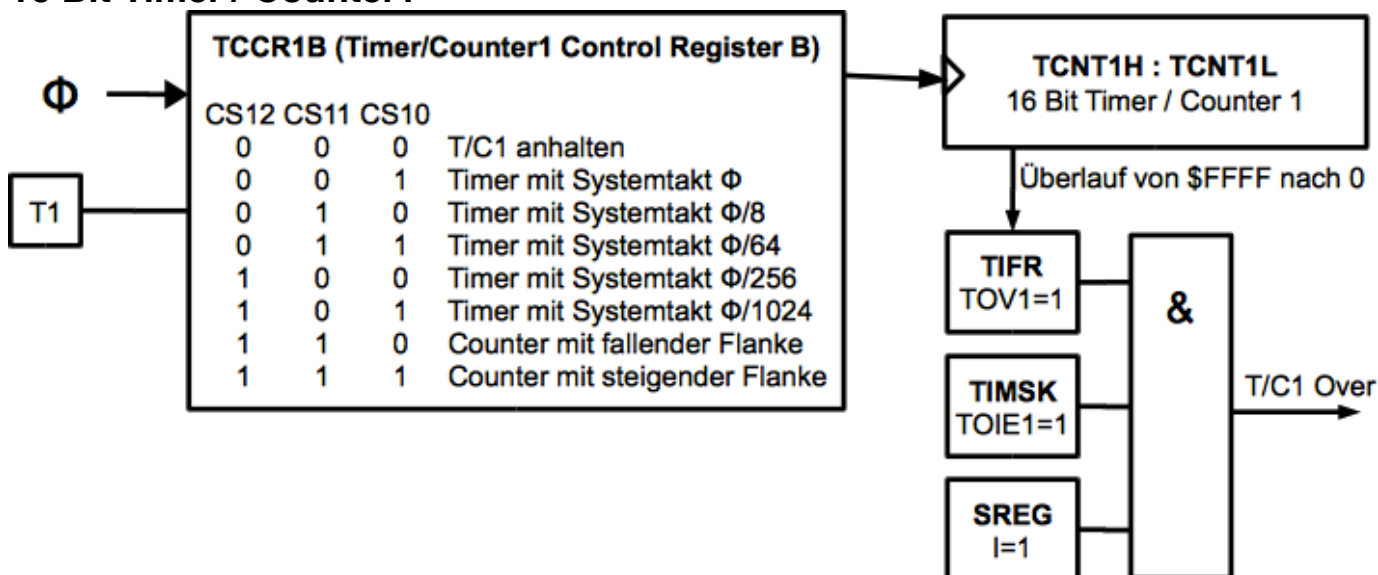 16 Bit Timer / Counter1
TCCR1B (Timer/Counter1 Control Register B)
Φ
CS12 CS11 CS10
0 0 0 T/C1 anhalten
0 0 1 Timer mit Systemtakt Φ
0 1 0 Timer mit Systemtakt Φ/8
0 1 1 Timer mit Systemtakt Φ/64
1 0 0 Timer mit Systemtakt Φ/256
1 0 1 Timer mit Systemtakt Φ/1024
1 1 0 Counter mit fallender Flanke
1 1 1 Counter mit steigender Flanke
T1
TCNT1H : TCNT1L
16 Bit Timer / Counter 1
Überlauf von $FFFF nach 0
TIFR
TOV1=1
TIMSK
TOIE1=1
SREG
I=1
&
T/C1 Over